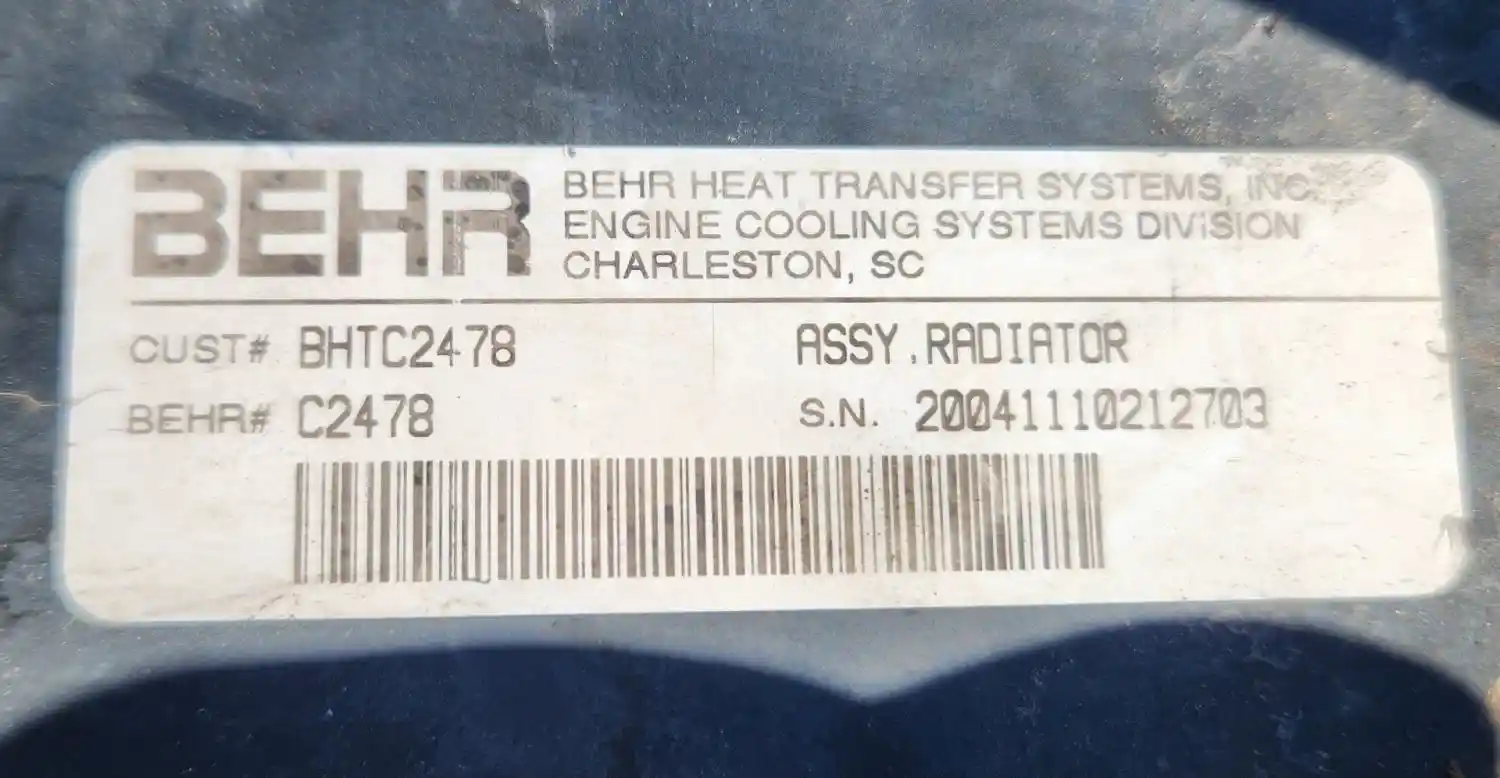 BEHR
BEHR HEAT TRANSFER SYSTEMS, INC.
ENGINE COOLING SYSTEMS DIVISION
CHARLESTON, SC
CUST# BHTC2478
ASSY.RADIATOR
BEHR# C2478
S.N. 20041110212703